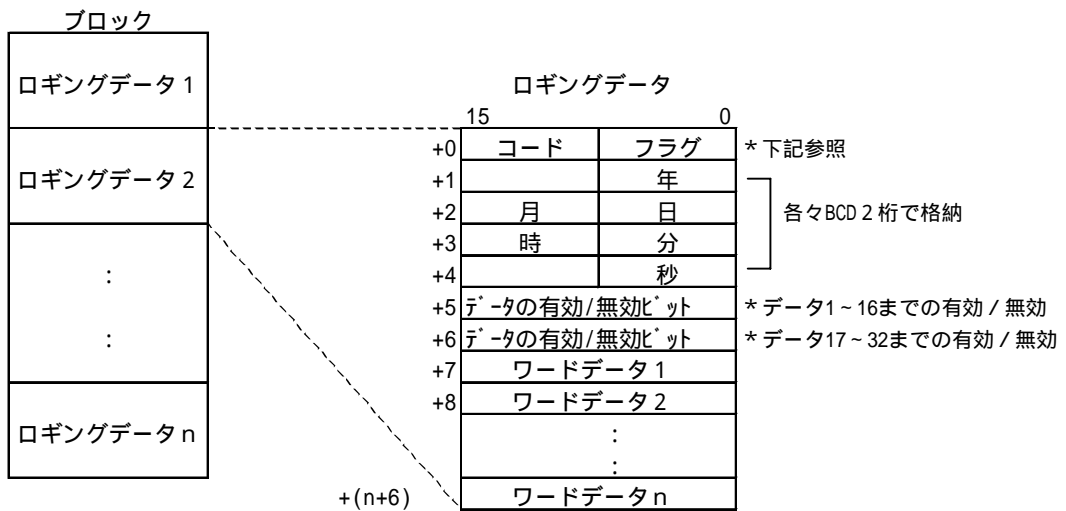 ブロック
ロギングデータ1
ロギングデータ2
:
:
ロギングデータn
ロギングデータ
15 0
+0 コード フラグ *下記参照
+1 年
+2 月 日 各々BCD2桁で格納
+3 時 分
+4 秒
+5 ﾃﾞｰﾀの有効/無効ﾋﾞｯﾄ *データ1~16までの有効/無効
+6 ﾃﾞｰﾀの有効/無効ﾋﾞｯﾄ *データ17~32までの有効/無効
+7 ワードデータ1
+8 ワードデータ2
:
:
+(n+6) ワードデータn